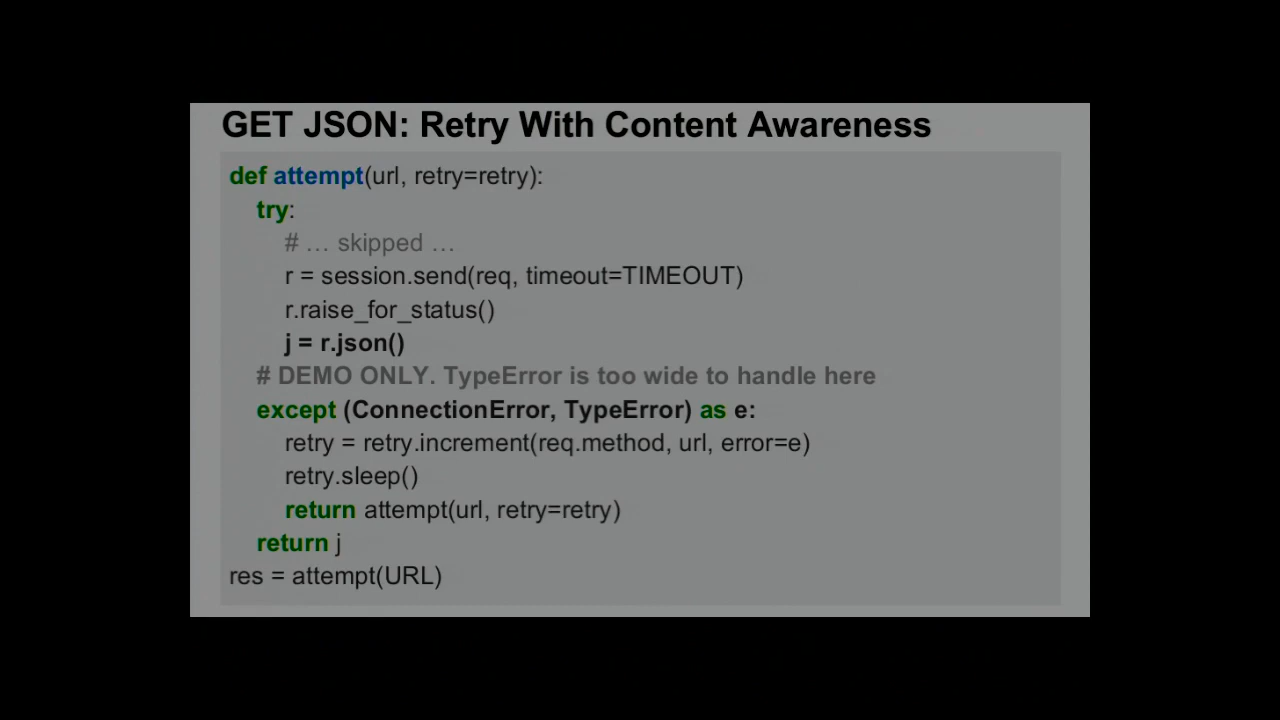 GET JSON: Retry With Content Awareness
def attempt(url, retry=retry):
try:
# … skipped …
r = session.send(req, timeout=TIMEOUT)
r.raise_for_status()
j = r.json()
# DEMO ONLY. TypeError is too wide to handle here
except (ConnectionError, TypeError) as e:
retry = retry.increment(req.method, url, error=e)
retry.sleep()
return attempt(url, retry=retry)
return j
res = attempt(URL)